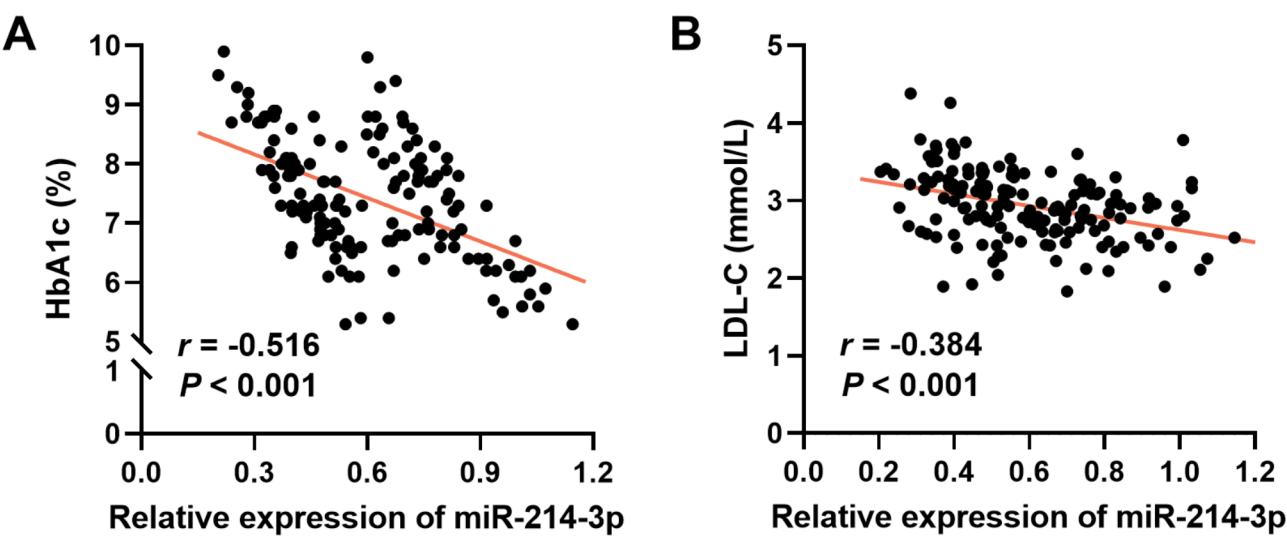 A
HbA1c (%)
10
9
8
7
6
5
1
0
r = -0.516
P < 0.001
0.0 0.3 0.6 0.9 1.2
Relative expression of miR-214-3p
B
LDL-C (mmol/L)
5
4
3
2
1
0
r = -0.384
P < 0.001
0.0 0.2 0.4 0.6 0.8 1.0 1.2
Relative expression of miR-214-3p